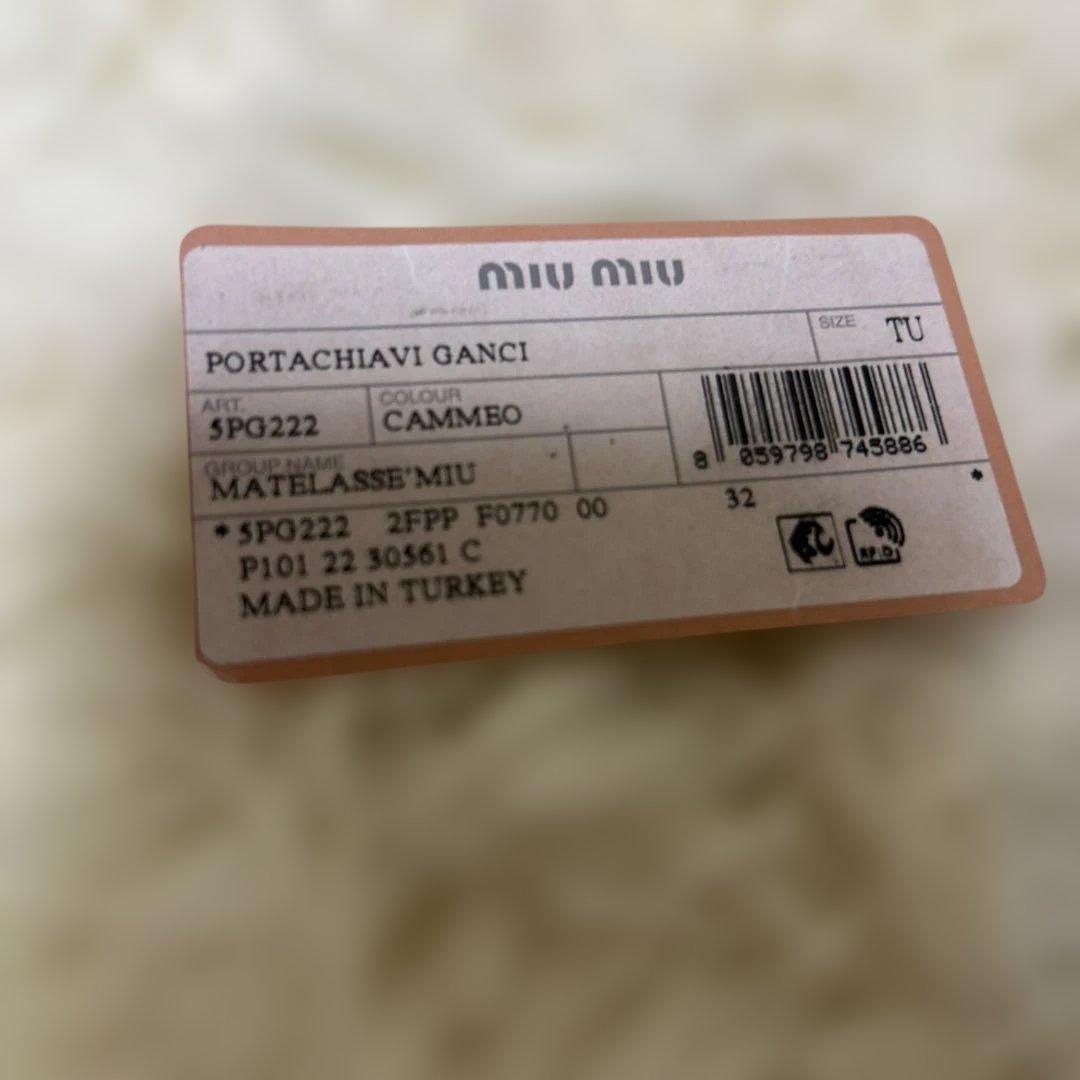 miu miu
PORTACHIAVI GANCI
SIZE TU
ART.
5PG222
COLOUR
CAMMEO
GROUP NAME
MATELASSE'MIU
8 059798 745886
* 5PG222 2FPP F0770 00 32 *
P101 22 30561 C
MADE IN TURKEY
RFID